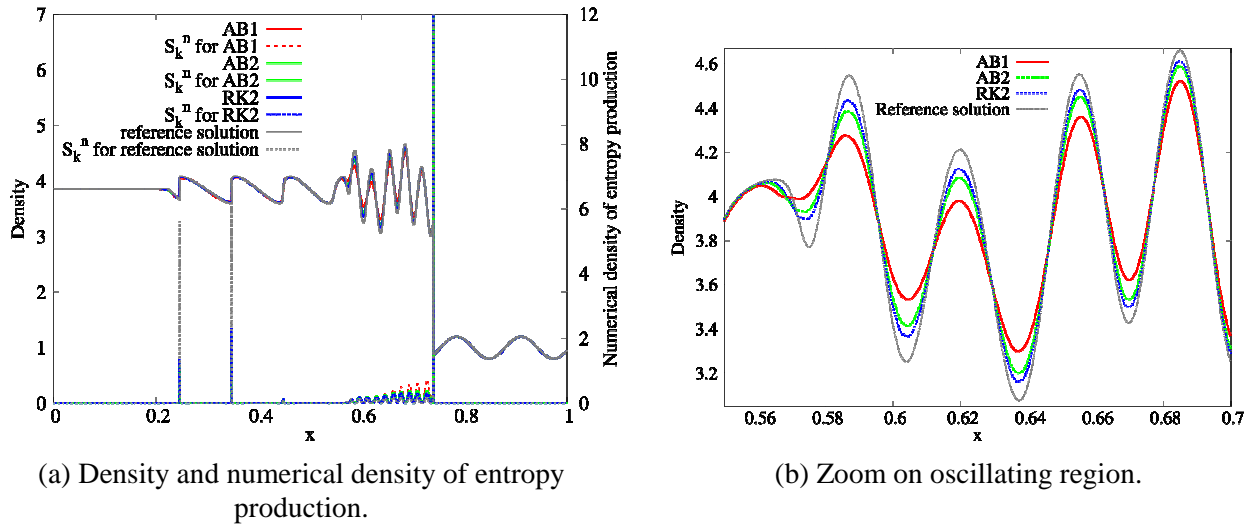 7
6
5
4
3
2
1
0
Density
AB1
S_k^n for AB1
AB2
S_k^n for AB2
RK2
S_k^n for RK2
reference solution
S_k^n for reference solution
12
10
8
6
4
2
0
Numerical density of entropy production
0
0.2
0.4
0.6
0.8
1
x
(a) Density and numerical density of entropy
production.
4.6
4.4
4.2
4
3.8
3.6
3.4
3.2
Density
AB1
AB2
RK2
Reference solution
0.56
0.58
0.6
0.62
0.64
0.66
0.68
0.7
x
(b) Zoom on oscillating region.